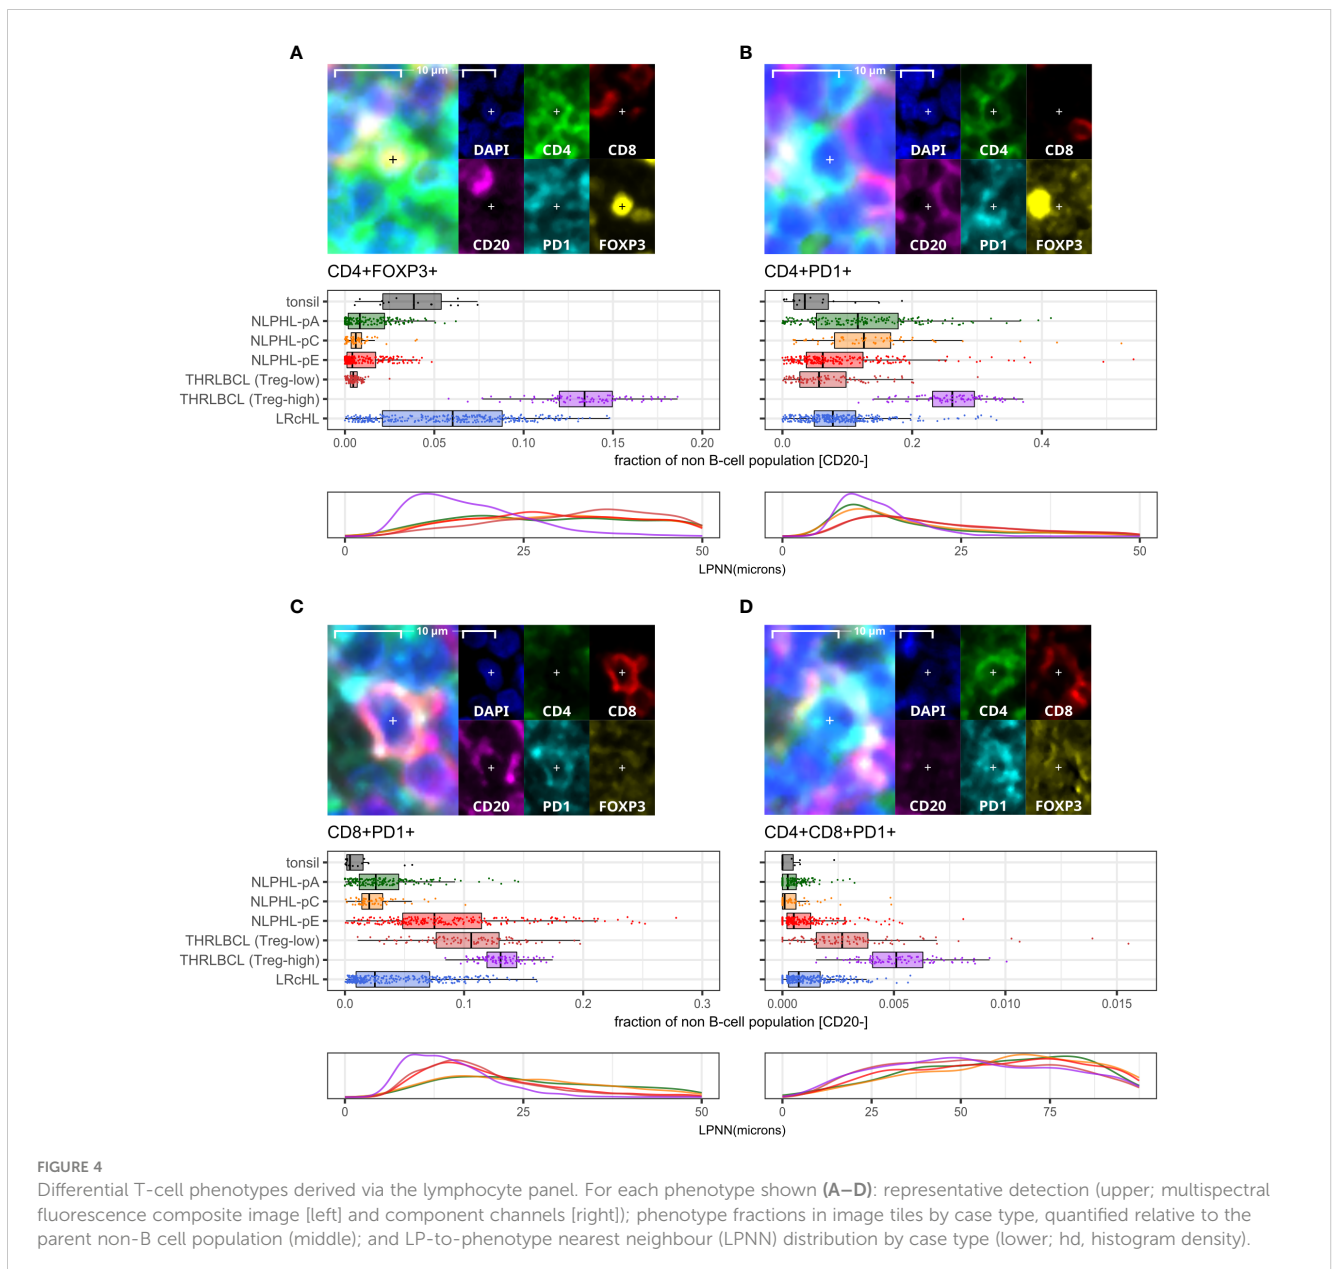 A
10 µm
DAPI
CD4
CD8
CD20
PD1
FOXP3
CD4+FOXP3+
tonsil
NLPHL-pA
NLPHL-pC
NLPHL-pE
THRLBCL (Treg-low)
THRLBCL (Treg-high)
LRcHL
0.00 0.05 0.10 0.15 0.20
B
10 µm
DAPI
CD4
CD8
CD20
PD1
FOXP3
CD4+PD1+
0.0 0.2 0.4
fraction of non B-cell population [CD20-]
0 25 50
0 25 50
LPNN(microns)
C
10 µm
DAPI
CD4
CD8
CD20
PD1
FOXP3
CD8+PD1+
tonsil
NLPHL-pA
NLPHL-pC
NLPHL-pE
THRLBCL (Treg-low)
THRLBCL (Treg-high)
LRcHL
0.0 0.1 0.2 0.3
D
10 µm
DAPI
CD4
CD8
CD20
PD1
FOXP3
CD4+CD8+PD1+
0.000 0.005 0.010 0.015
fraction of non B-cell population [CD20-]
0 25 50
0 25 50 75
LPNN(microns)
FIGURE 4
Differential T-cell phenotypes derived via the lymphocyte panel. For each phenotype shown (A–D): representative detection (upper; multispectral
fluorescence composite image [left] and component channels [right]); phenotype fractions in image tiles by case type, quantified relative to the
parent non-B cell population (middle); and LP-to-phenotype nearest neighbour (LPNN) distribution by case type (lower; hd, histogram density).